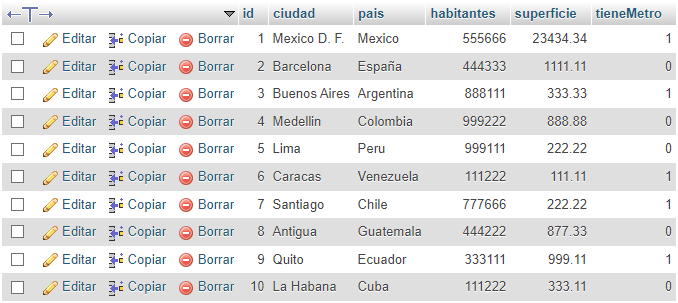 id ciudad pais habitantes superficie tieneMetro
Editar Copiar Borrar 1 Mexico D. F. Mexico 555666 23434.34 1
Editar Copiar Borrar 2 Barcelona España 444333 1111.11 0
Editar Copiar Borrar 3 Buenos Aires Argentina 888111 333.33 1
Editar Copiar Borrar 4 Medellin Colombia 999222 888.88 0
Editar Copiar Borrar 5 Lima Peru 999111 222.22 0
Editar Copiar Borrar 6 Caracas Venezuela 111222 111.11 1
Editar Copiar Borrar 7 Santiago Chile 777666 222.22 1
Editar Copiar Borrar 8 Antigua Guatemala 444222 877.33 0
Editar Copiar Borrar 9 Quito Ecuador 333111 999.11 1
Editar Copiar Borrar 10 La Habana Cuba 111222 333.11 0